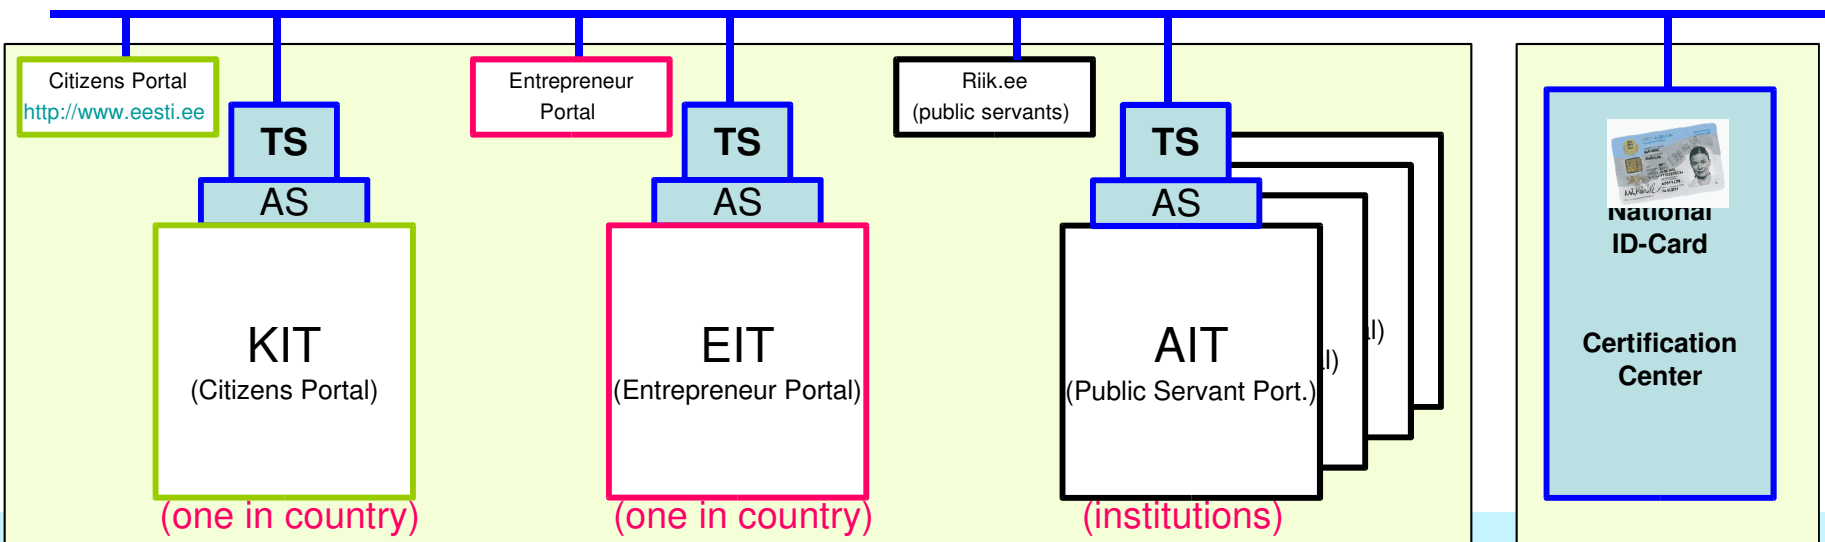 Citizens Portal
http://www.eesti.ee
TS
AS
KIT
(Citizens Portal)
(one in country)
Entrepreneur
Portal
TS
AS
EIT
(Entrepreneur Portal)
(one in country)
Riik.ee
(public servants)
TS
AS
AIT
(Public Servant Port.)
l)
l)
(institutions)
National
ID-Card
Certification
Center